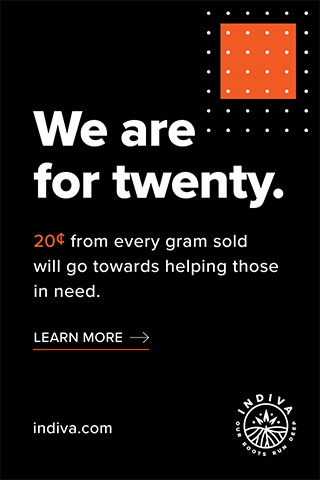 We are
for twenty.
20¢ from every gram sold
will go towards helping those
in need.
LEARN MORE
indiva.com
INDIVA
OUR ROOTS RUN DEEP